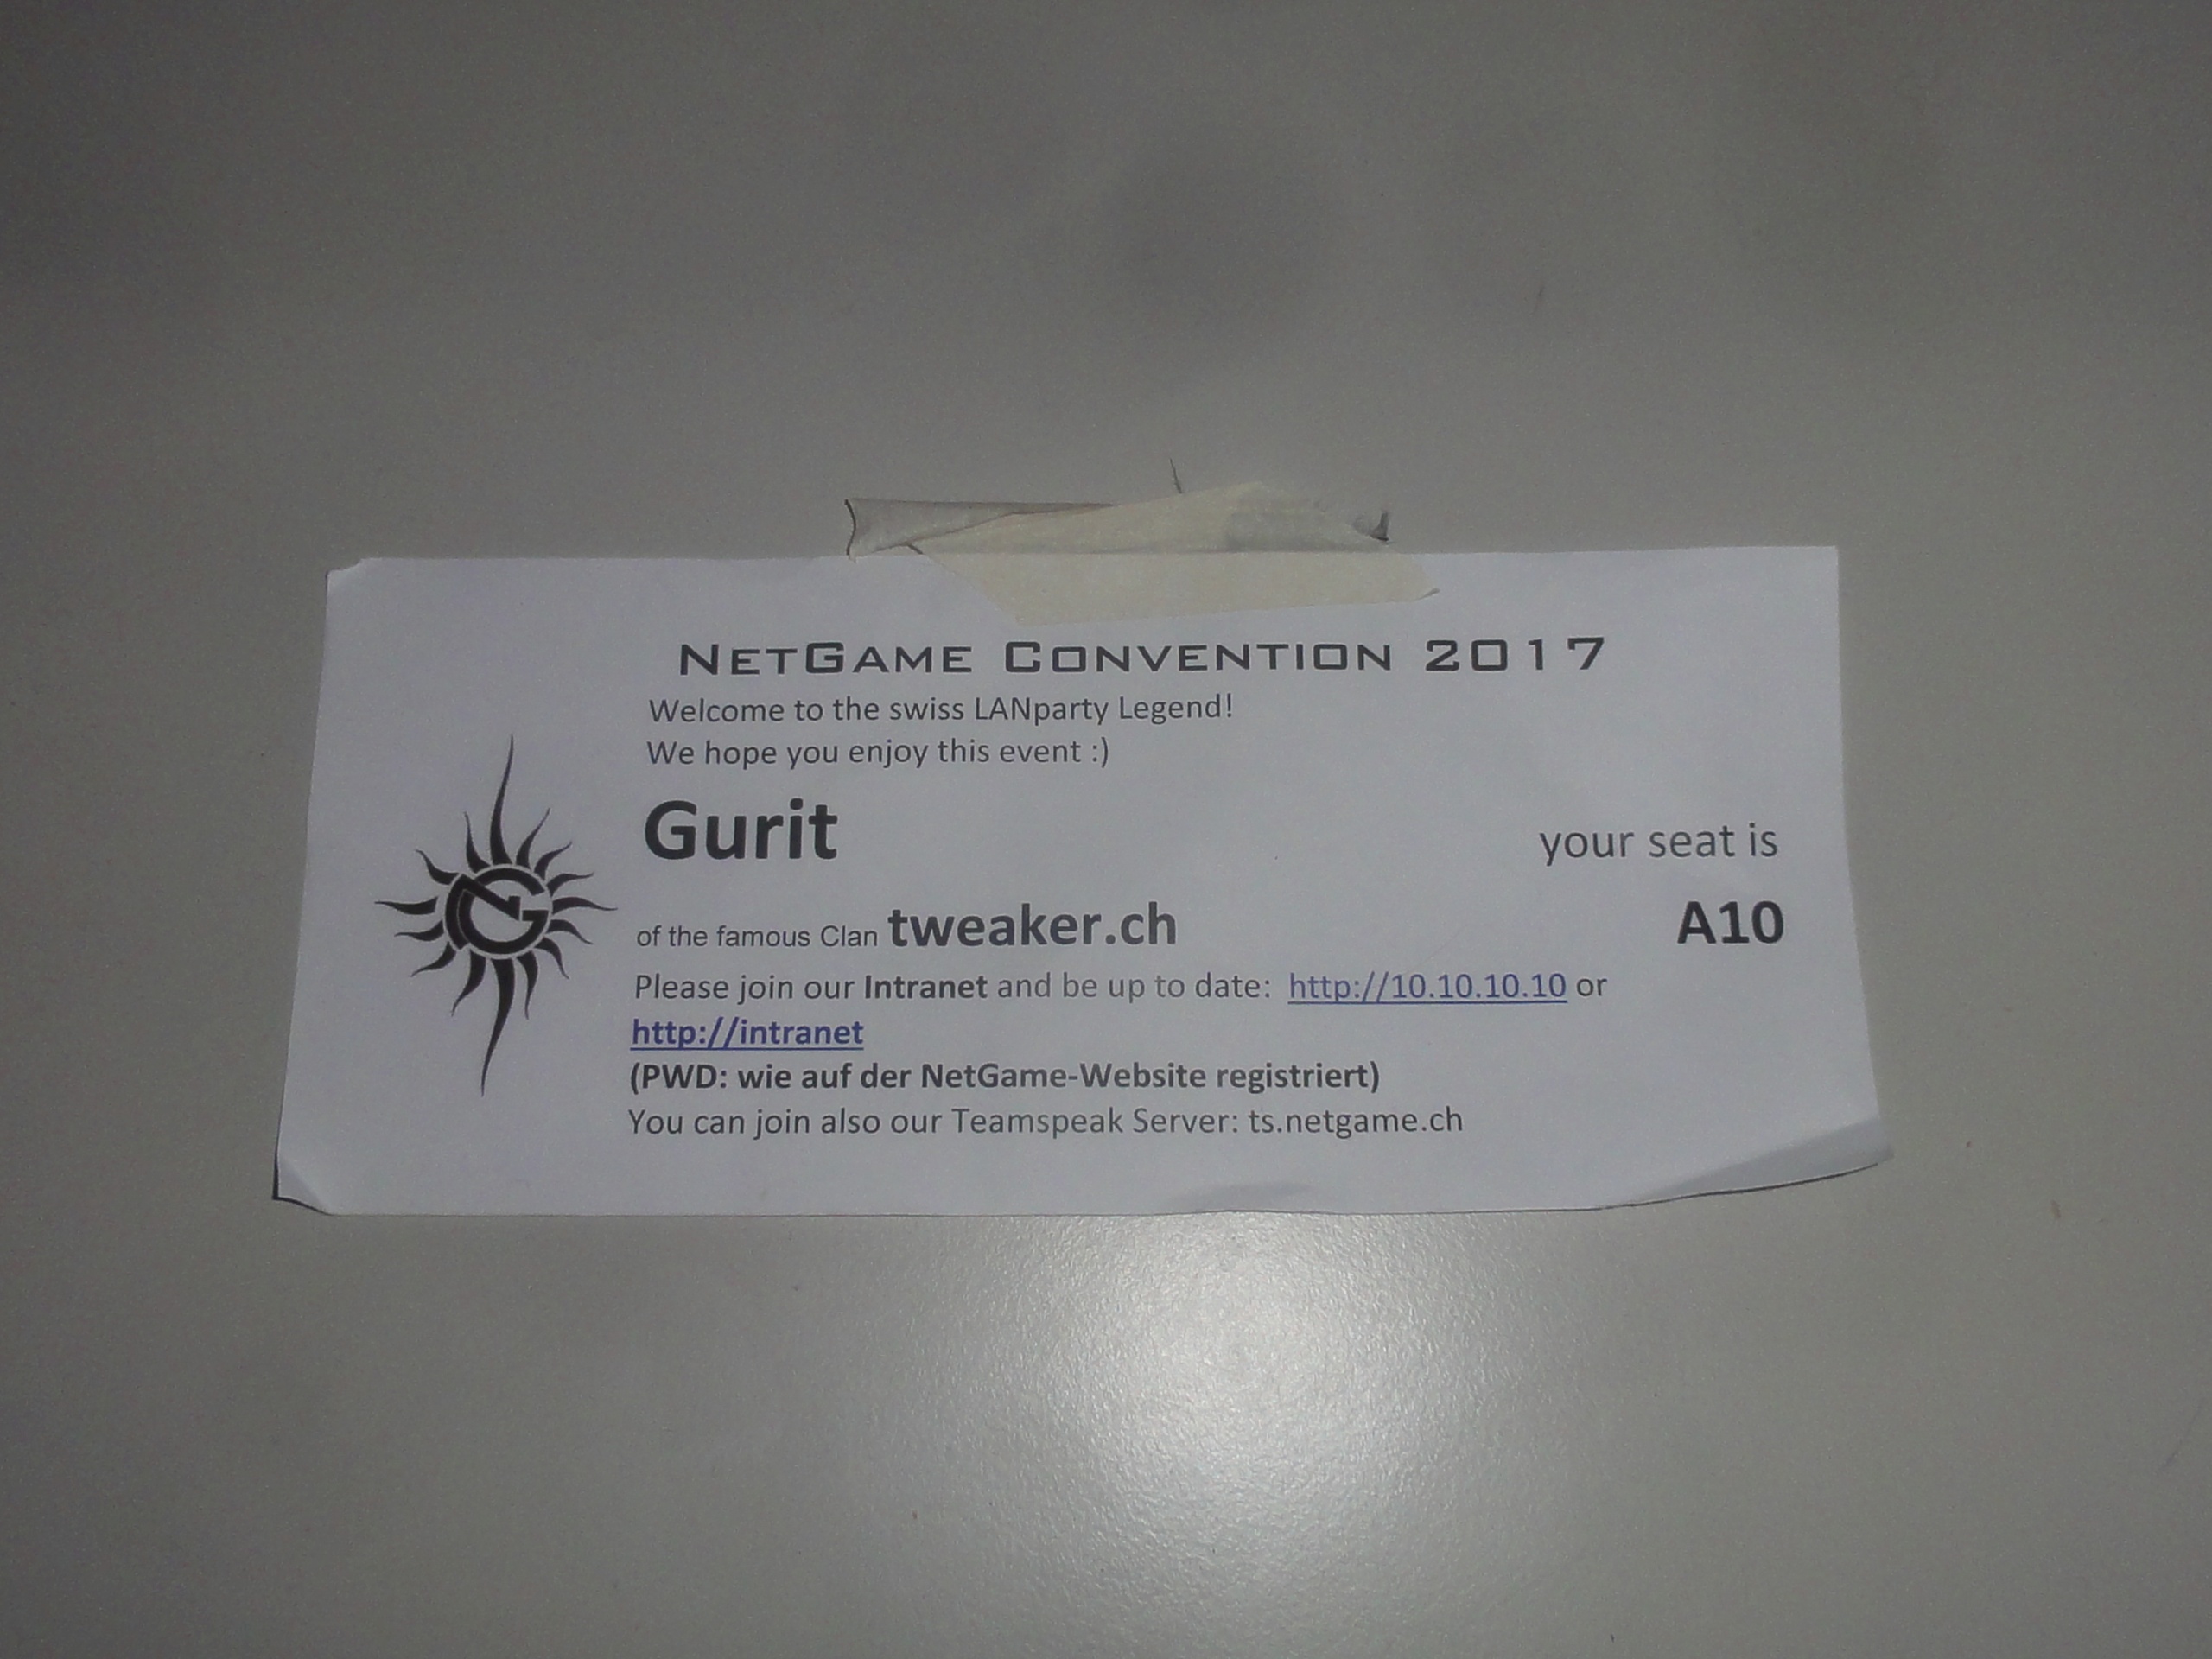 NetGame Convention 2017
Welcome to the swiss LANparty Legend!
We hope you enjoy this event :)
Gurit your seat is
of the famous Clan tweaker.ch A10
Please join our Intranet and be up to date: http://10.10.10.10 or
http://intranet
(PWD: wie auf der NetGame-Website registriert)
You can join also our Teamspeak Server: ts.netgame.ch
NG